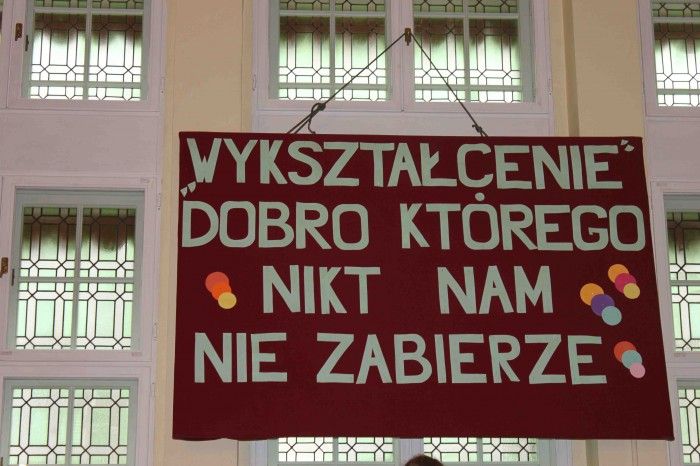 „WYKSZTAŁCENIE”
DOBRO KTÓREGO
NIKT NAM
NIE ZABIERZE